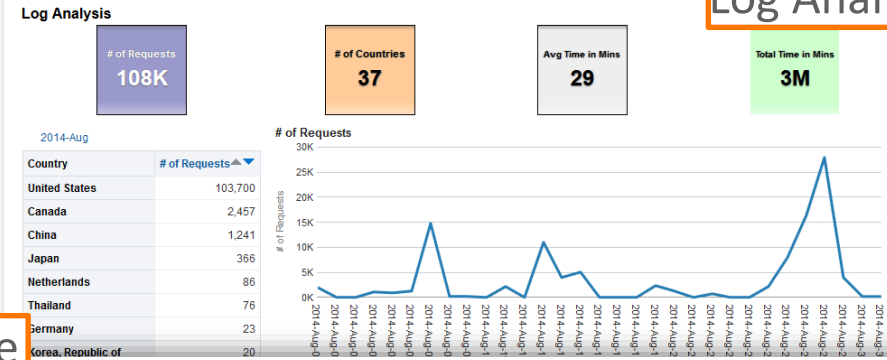 Log Analysis
# of Requests
108K
# of Countries
37
Avg Time in Mins
29
Total Time in Mins
3M
2014-Aug
Country # of Requests
United States 103,700
Canada 2,457
China 1,241
Japan 366
Netherlands 86
Thailand 76
Germany 23
Korea, Republic of 20
# of Requests
30K
25K
20K
15K
10K
5K
0K
# of Requests